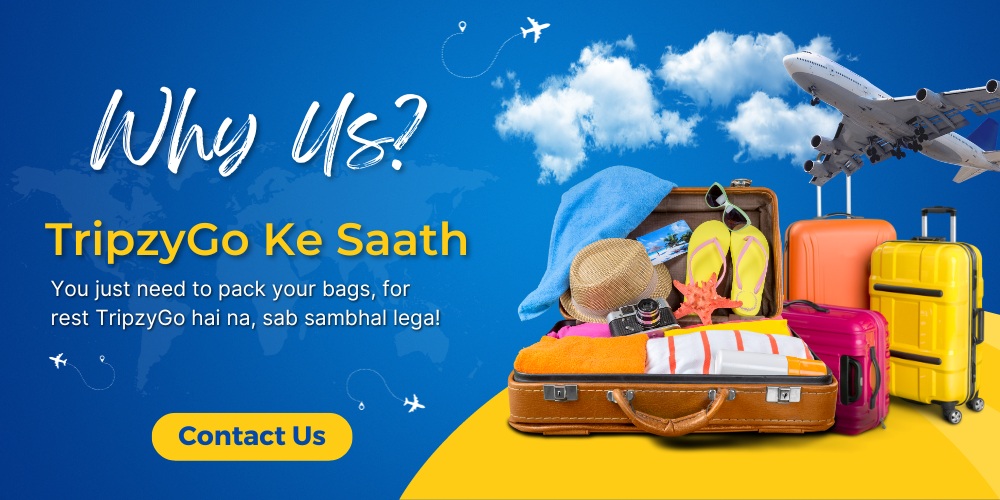 Why Us?
TripzyGo Ke Saath
You just need to pack your bags, for
rest TripzyGo hai na, sab sambhal lega!
Contact Us